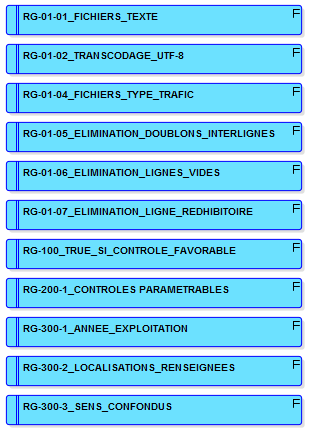 RG-01-01_FICHIERS_TEXTE
RG-01-02_TRANSCODAGE_UTF-8
RG-01-04_FICHIERS_TYPE_TRAFIC
RG-01-05_ELIMINATION_DOUBLONS_INTERLIGNES
RG-01-06_ELIMINATION_LIGNES_VIDES
RG-01-07_ELIMINATION_LIGNE_REDHIBITOIRE
RG-100_TRUE_SI_CONTROLE_FAVORABLE
RG-200-1_CONTROLES PARAMETRABLES
RG-300-1_ANNEE_EXPLOITATION
RG-300-2_LOCALISATIONS_RENSEIGNEES
RG-300-3_SENS_CONFONDUS